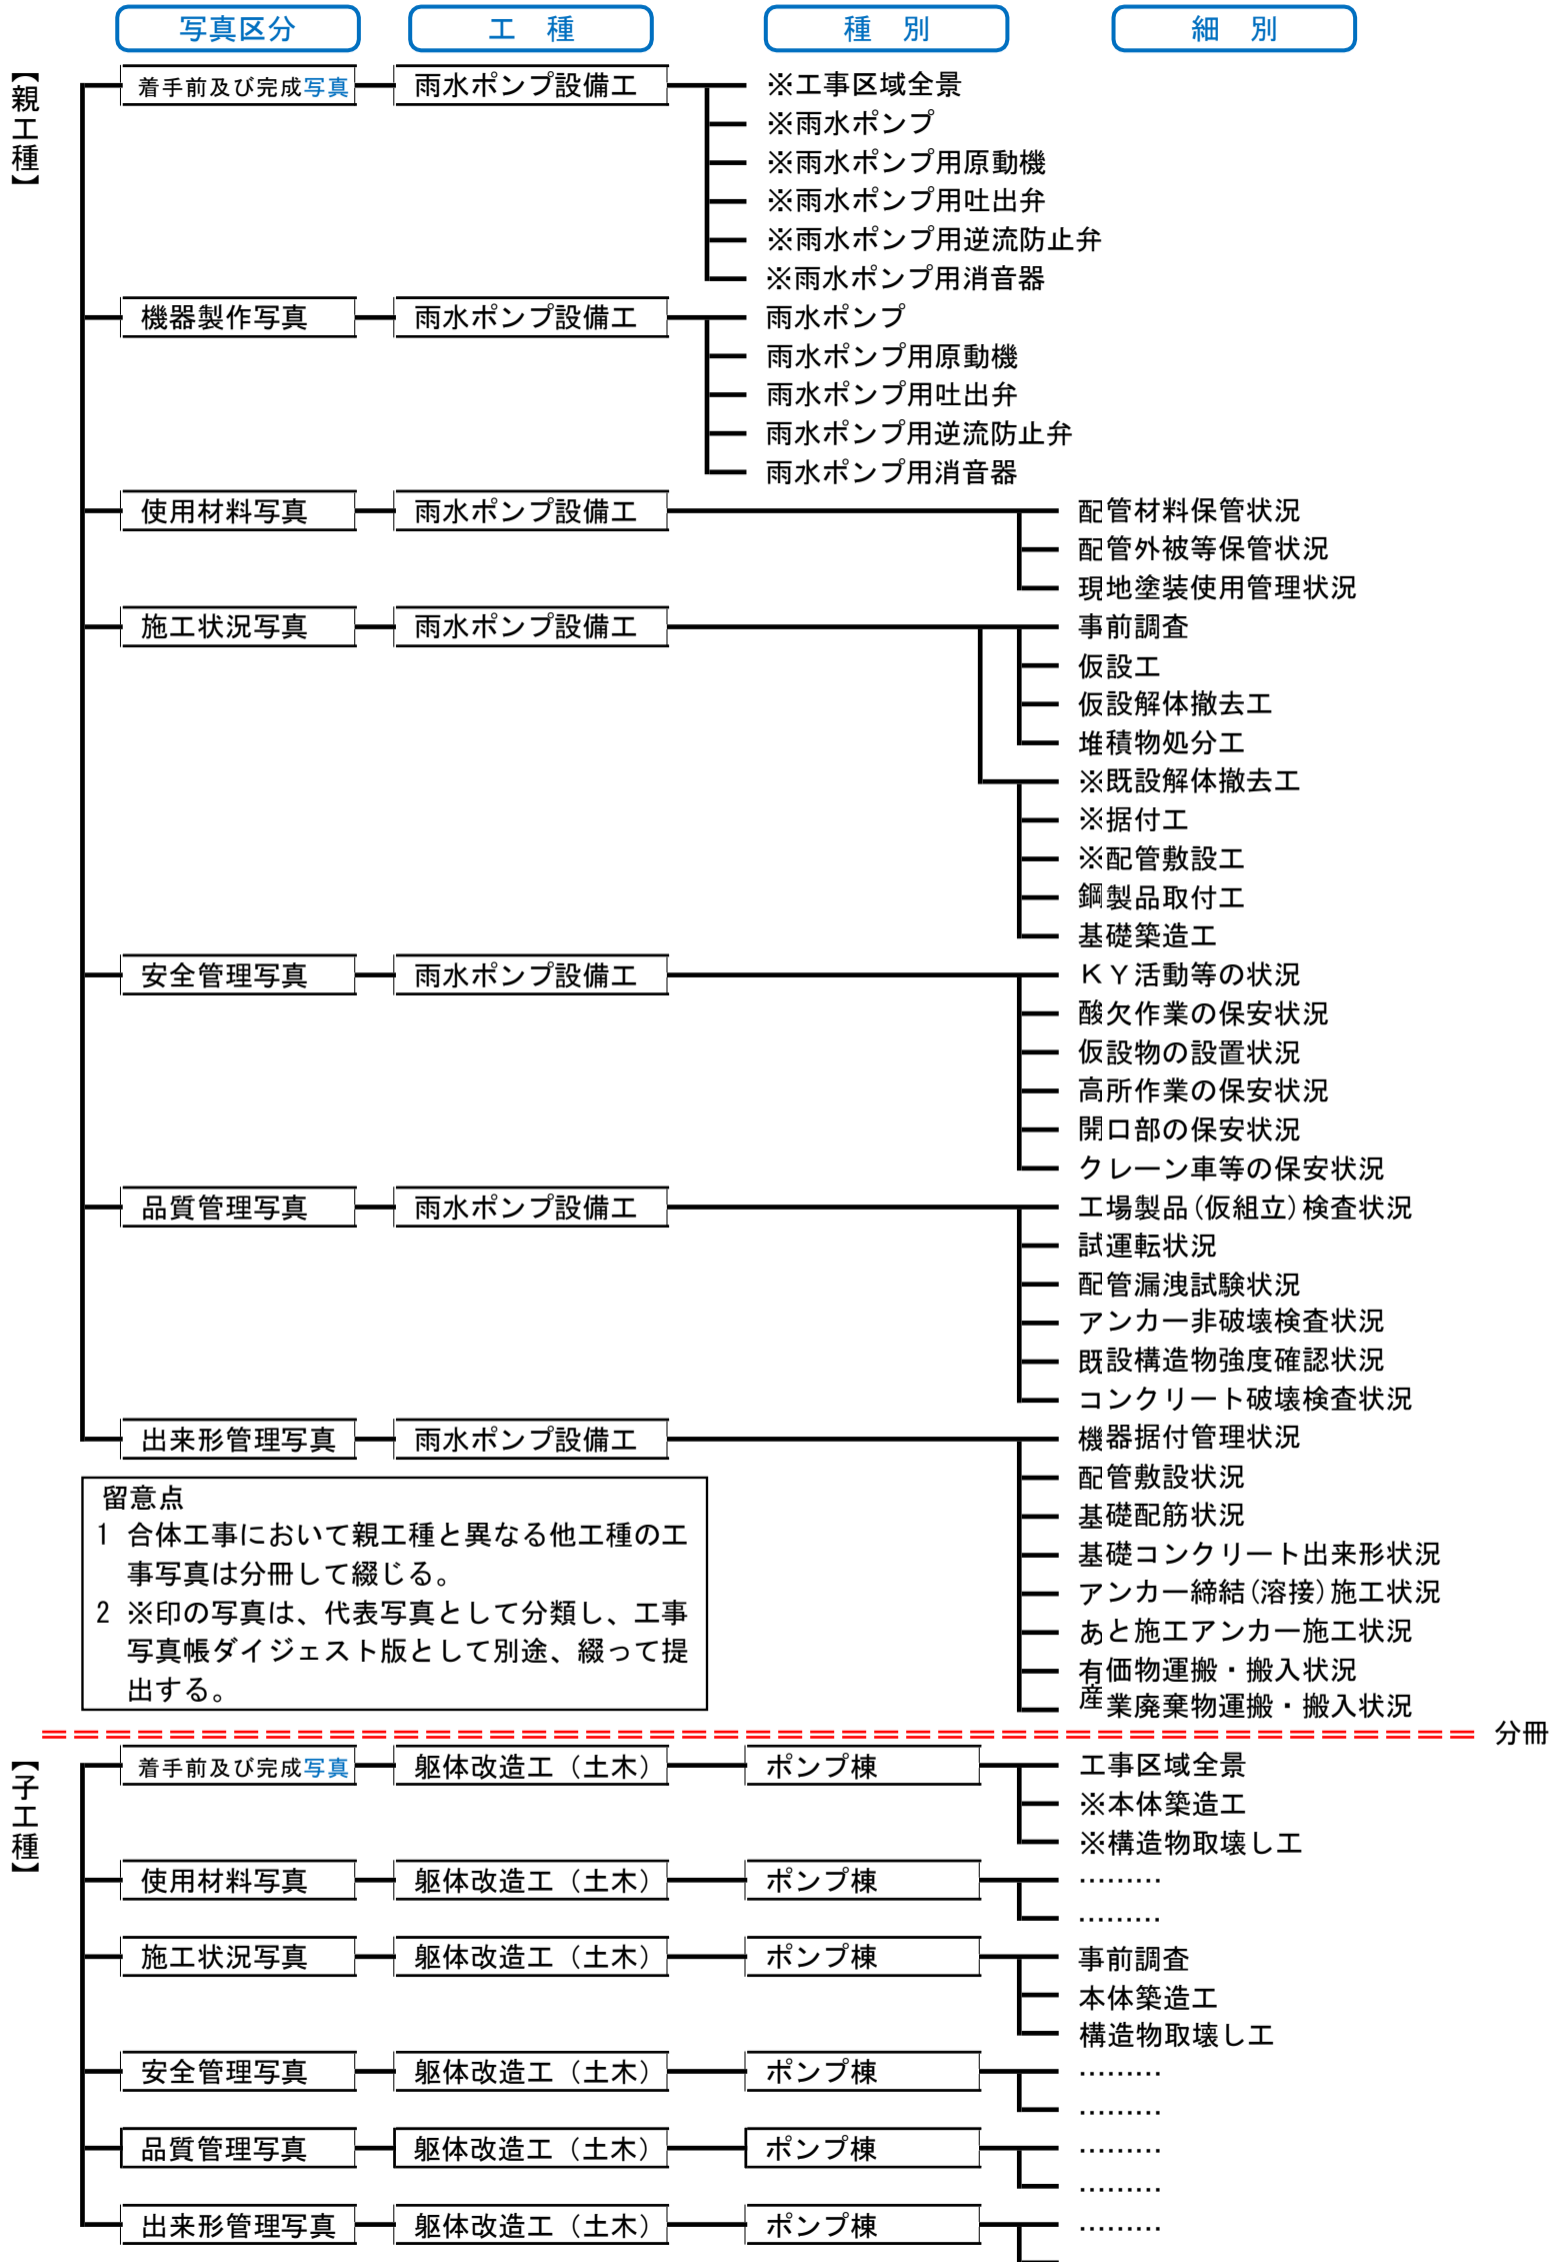 写真区分 工　種 種　別 細　別
【親工種】
着手前及び完成写真 雨水ポンプ設備工 ※工事区域全景
※雨水ポンプ
※雨水ポンプ用原動機
※雨水ポンプ用吐出弁
※雨水ポンプ用逆流防止弁
※雨水ポンプ用消音器
機器製作写真 雨水ポンプ設備工 雨水ポンプ
雨水ポンプ用原動機
雨水ポンプ用吐出弁
雨水ポンプ用逆流防止弁
雨水ポンプ用消音器
使用材料写真 雨水ポンプ設備工 配管材料保管状況
配管外被等保管状況
現地塗装使用管理状況
施工状況写真 雨水ポンプ設備工 事前調査
仮設工
仮設解体撤去工
堆積物処分工
※既設解体撤去工
※据付工
※配管敷設工
鋼製品取付工
基礎築造工
安全管理写真 雨水ポンプ設備工 ＫＹ活動等の状況
酸欠作業の保安状況
仮設物の設置状況
高所作業の保安状況
開口部の保安状況
クレーン車等の保安状況
品質管理写真 雨水ポンプ設備工 工場製品(仮組立)検査状況
試運転状況
配管漏洩試験状況
アンカー非破壊検査状況
既設構造物強度確認状況
コンクリート破壊検査状況
出来形管理写真 雨水ポンプ設備工 機器据付管理状況
配管敷設状況
基礎配筋状況
基礎コンクリート出来形状況
アンカー締結(溶接)施工状況
あと施工アンカー施工状況
有価物運搬・搬入状況
産業廃棄物運搬・搬入状況
留意点
1 合体工事において親工種と異なる他工種の工
事写真は分冊して綴じる。
2 ※印の写真は、代表写真として分類し、工事
写真帳ダイジェスト版として別途、綴って提
出する。
分冊
【子工種】
着手前及び完成写真 躯体改造工（土木） ポンプ棟 工事区域全景
※本体築造工
※構造物取壊し工
使用材料写真 躯体改造工（土木） ポンプ棟 ………
………
施工状況写真 躯体改造工（土木） ポンプ棟 事前調査
本体築造工
構造物取壊し工
安全管理写真 躯体改造工（土木） ポンプ棟 ………
………
品質管理写真 躯体改造工（土木） ポンプ棟 ………
………
出来形管理写真 躯体改造工（土木） ポンプ棟 ………